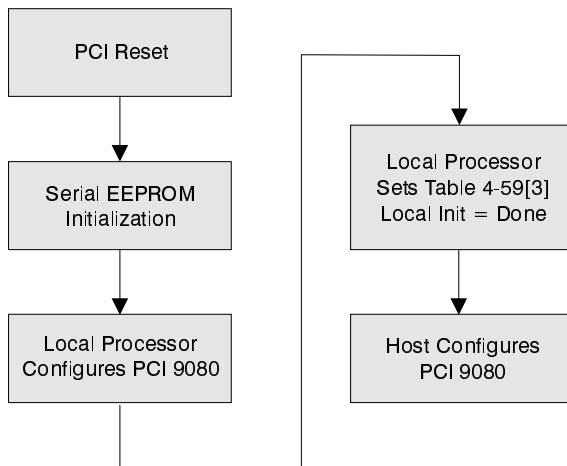 PCI Reset
Serial EEPROM
Initialization
Local Processor
Configures PCI 9080
Local Processor
Sets Table 4-59[3]
Local Init = Done
Host Configures
PCI 9080